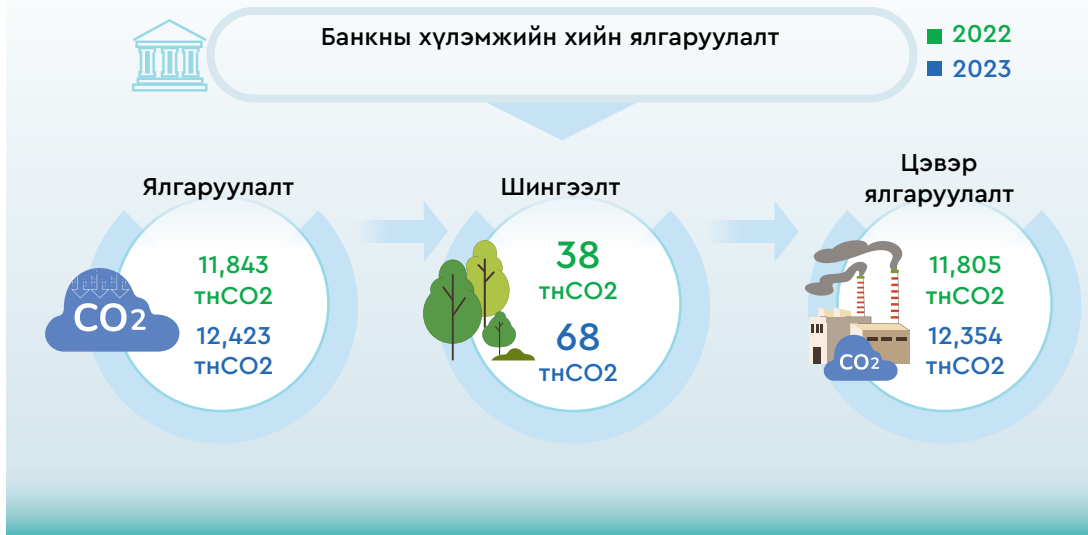 Банкны хүлэмжийн хийн ялгаруулалт
2022
2023
Ялгаруулалт
11,843
тнCO2
12,423
тнCO2
CO2
Шингээлт
38
тнCO2
68
тнCO2
Цэвэр
ялгаруулалт
11,805
тнCO2
12,354
тнCO2
CO2